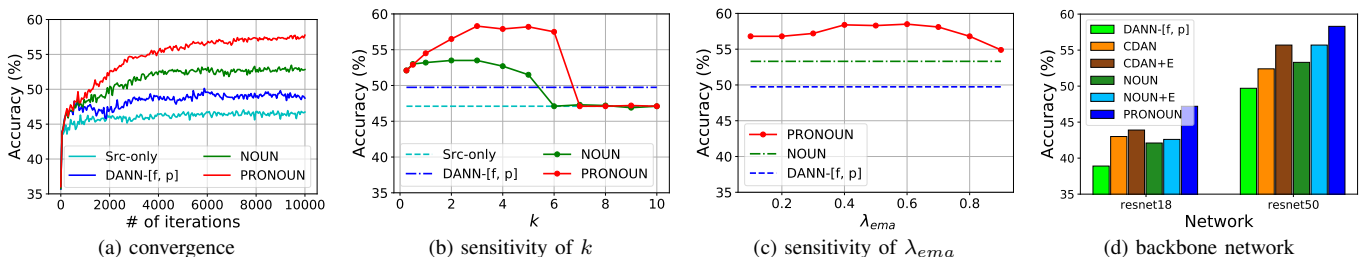 Accuracy (%)
60
55
50
45
40
35
0 2000 4000 6000 8000 10000
# of iterations
Src-only
DANN-[f, p]
NOUN
PRONOUN
(a) convergence
Accuracy (%)
60
55
50
45
40
35
0 2 4 6 8 10
k
Src-only
DANN-[f, p]
NOUN
PRONOUN
(b) sensitivity of k
Accuracy (%)
60
55
50
45
40
35
0.2 0.4 0.6 0.8
λema
PRONOUN
NOUN
DANN-[f, p]
(c) sensitivity of λema
Accuracy (%)
60
55
50
45
40
35
DANN-[f, p]
CDAN
CDAN+E
NOUN
NOUN+E
PRONOUN
resnet18 resnet50
Network
(d) backbone network